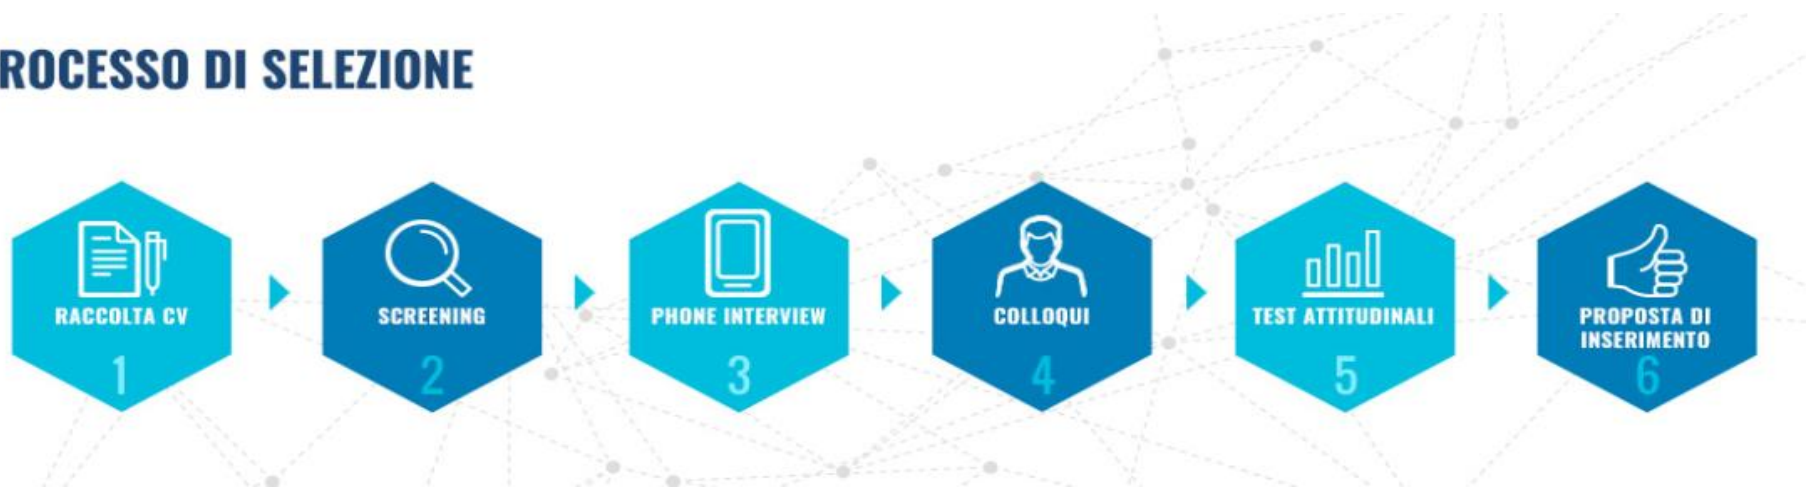 ROCESSO DI SELEZIONE
RACCOLTA CV
1
SCREENING
2
PHONE INTERVIEW
3
COLLOQUI
4
TEST ATTITUDINALI
5
PROPOSTA DI
INSERIMENTO
6